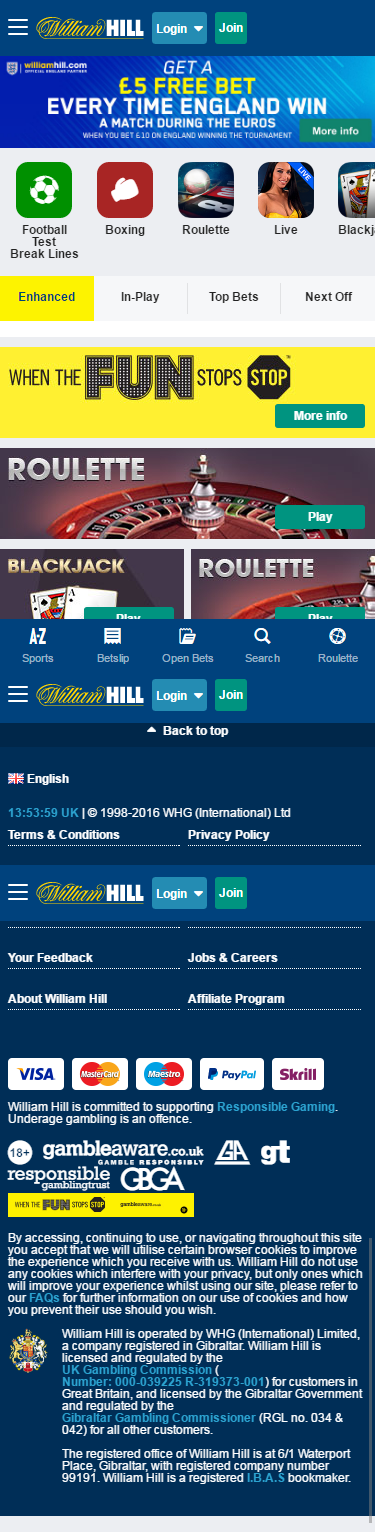 William HILL Login Join
williamhill.com
OFFICIAL ENGLAND PARTNER
GET A
£5 FREE BET
EVERY TIME ENGLAND WIN
A MATCH DURING THE EUROS
WHEN YOU BET £10 ON ENGLAND WINNING THE TOURNAMENT
More info
LIVE
Football Test Break Lines
Boxing
Roulette
Live
Blackj
Enhanced In-Play Top Bets Next Off
WHEN THE FUN STOPS STOP
More info
ROULETTE
Play
BLACKJACK
Play
ROULETTE
Play
A-Z
Sports Betslip Open Bets Search Roulette
William HILL Login Join
Back to top
English
13:53:59 UK | © 1998-2016 WHG (International) Ltd
Terms & Conditions Privacy Policy
William HILL Login Join
Your Feedback Jobs & Careers
About William Hill Affiliate Program
VISA MasterCard Maestro PayPal Skrill
William Hill is committed to supporting Responsible Gaming.
Underage gambling is an offence.
18+ gambleaware.co.uk GA gt
GAMBLE RESPONSIBLY
responsible
gamblingtrust GBGA
WHEN THE FUN STOPS STOP gambleaware.co.uk
By accessing, continuing to use, or navigating throughout this site
you accept that we will utilise certain browser cookies to improve
the experience which you receive with us. William Hill do not use
any cookies which interfere with your privacy, but only ones which
will improve your experience whilst using our site, please refer to
our FAQs for further information on our use of cookies and how
you prevent their use should you wish.
William Hill is operated by WHG (International) Limited,
a company registered in Gibraltar. William Hill is
licensed and regulated by the
UK Gambling Commission (
Number: 000-039225 R-319373-001) for customers in
Great Britain, and licensed by the Gibraltar Government
and regulated by the
Gibraltar Gambling Commissioner (RGL no. 034 &
042) for all other customers.
The registered office of William Hill is at 6/1 Waterport
Place, Gibraltar, with registered company number
99191. William Hill is a registered I.B.A.S bookmaker.